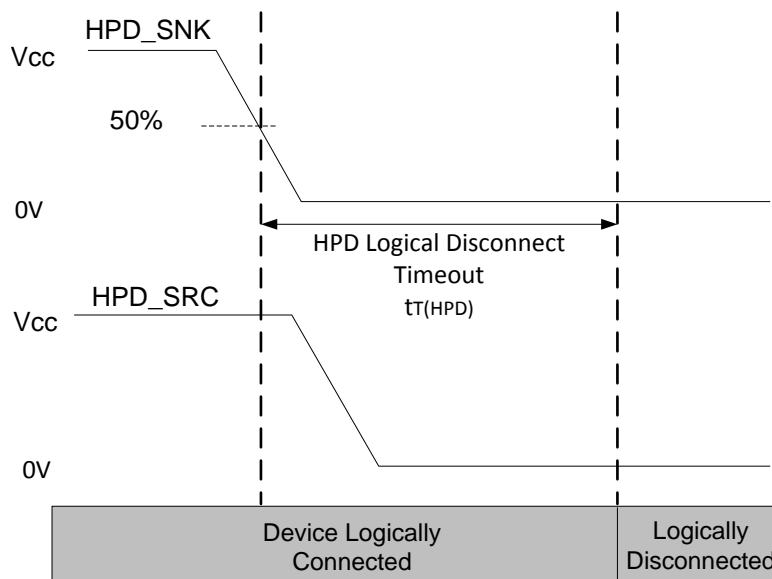 HPD_SNK
Vcc
50%
0V
HPD Logical Disconnect
Timeout
tT(HPD)
HPD_SRC
Vcc
0V
Device Logically
Connected
Logically
Disconnected